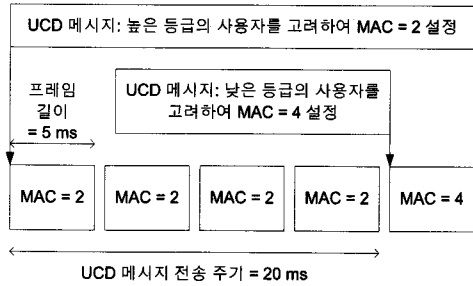 UCD 메시지: 높은 등급의 사용자를 고려하여 MAC = 2 설정
프레임
길이
= 5 ms
UCD 메시지: 낮은 등급의 사용자를
고려하여 MAC = 4 설정
MAC = 2
MAC = 2
MAC = 2
MAC = 2
MAC = 4
UCD 메시지 전송 주기 = 20 ms